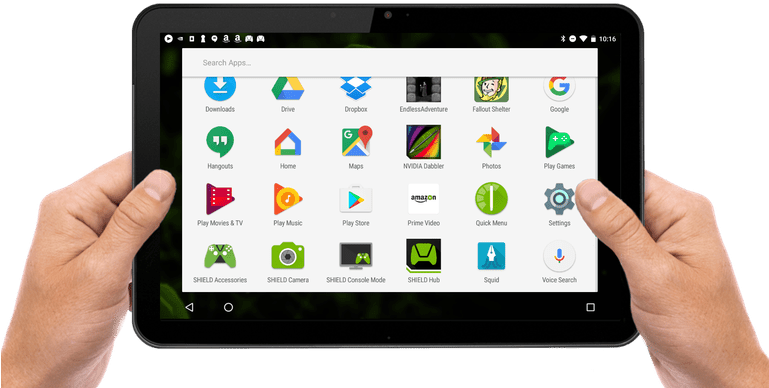 10:16
Search Apps...
Downloads Drive Dropbox EndlessAdventure Fallout Shelter Google
Hangouts Home Maps NVIDIA Dabbler Photos Play Games
Play Movies & TV Play Music Play Store Prime Video Quick Menu Settings
amazon
SHIELD Accessories SHIELD Camera SHIELD Console Mode SHIELD Hub Squid Voice Search